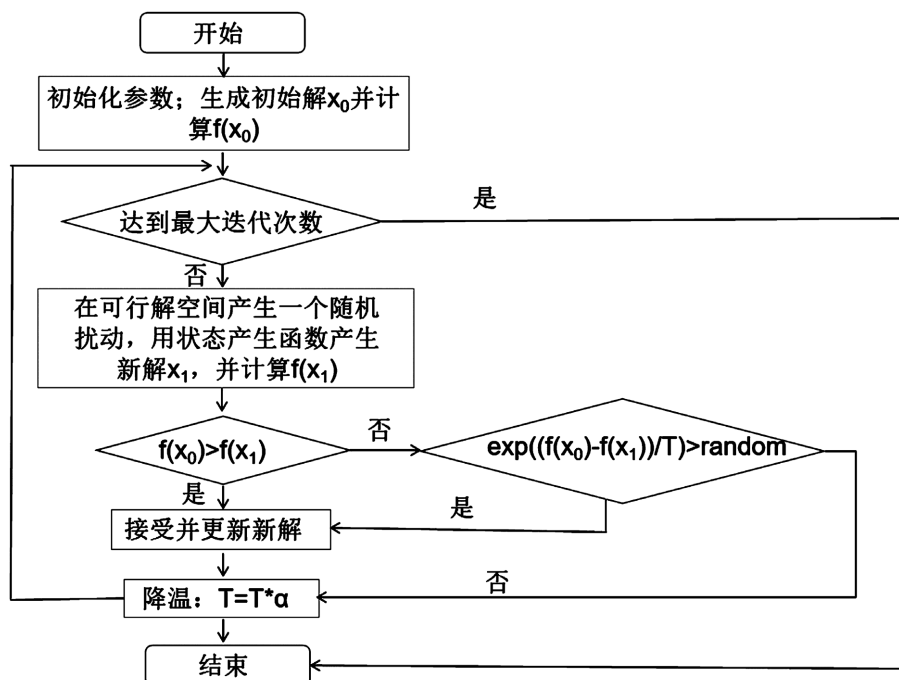 开始
初始化参数；生成初始解x₀并计
算f(x₀)
达到最大迭代次数
是
否
在可行解空间产生一个随机
扰动，用状态产生函数产生
新解x₁，并计算f(x₁)
f(x₀)>f(x₁)
否
exp((f(x₀)-f(x₁))/T)>random
是
是
接受并更新新解
否
降温：T=T*α
结束